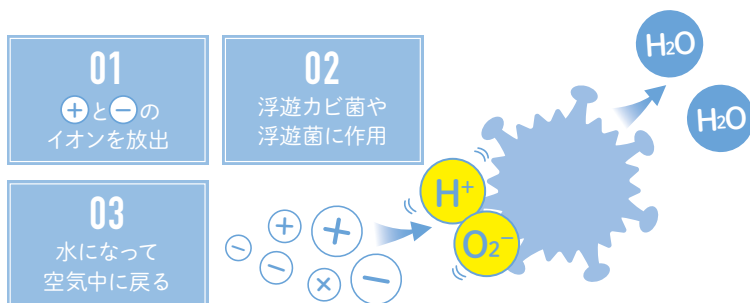 01
+と−の
イオンを放出
02
浮遊カビ菌や
浮遊菌に作用
03
水になって
空気中に戻る
H+
O2−
H2O
H2O